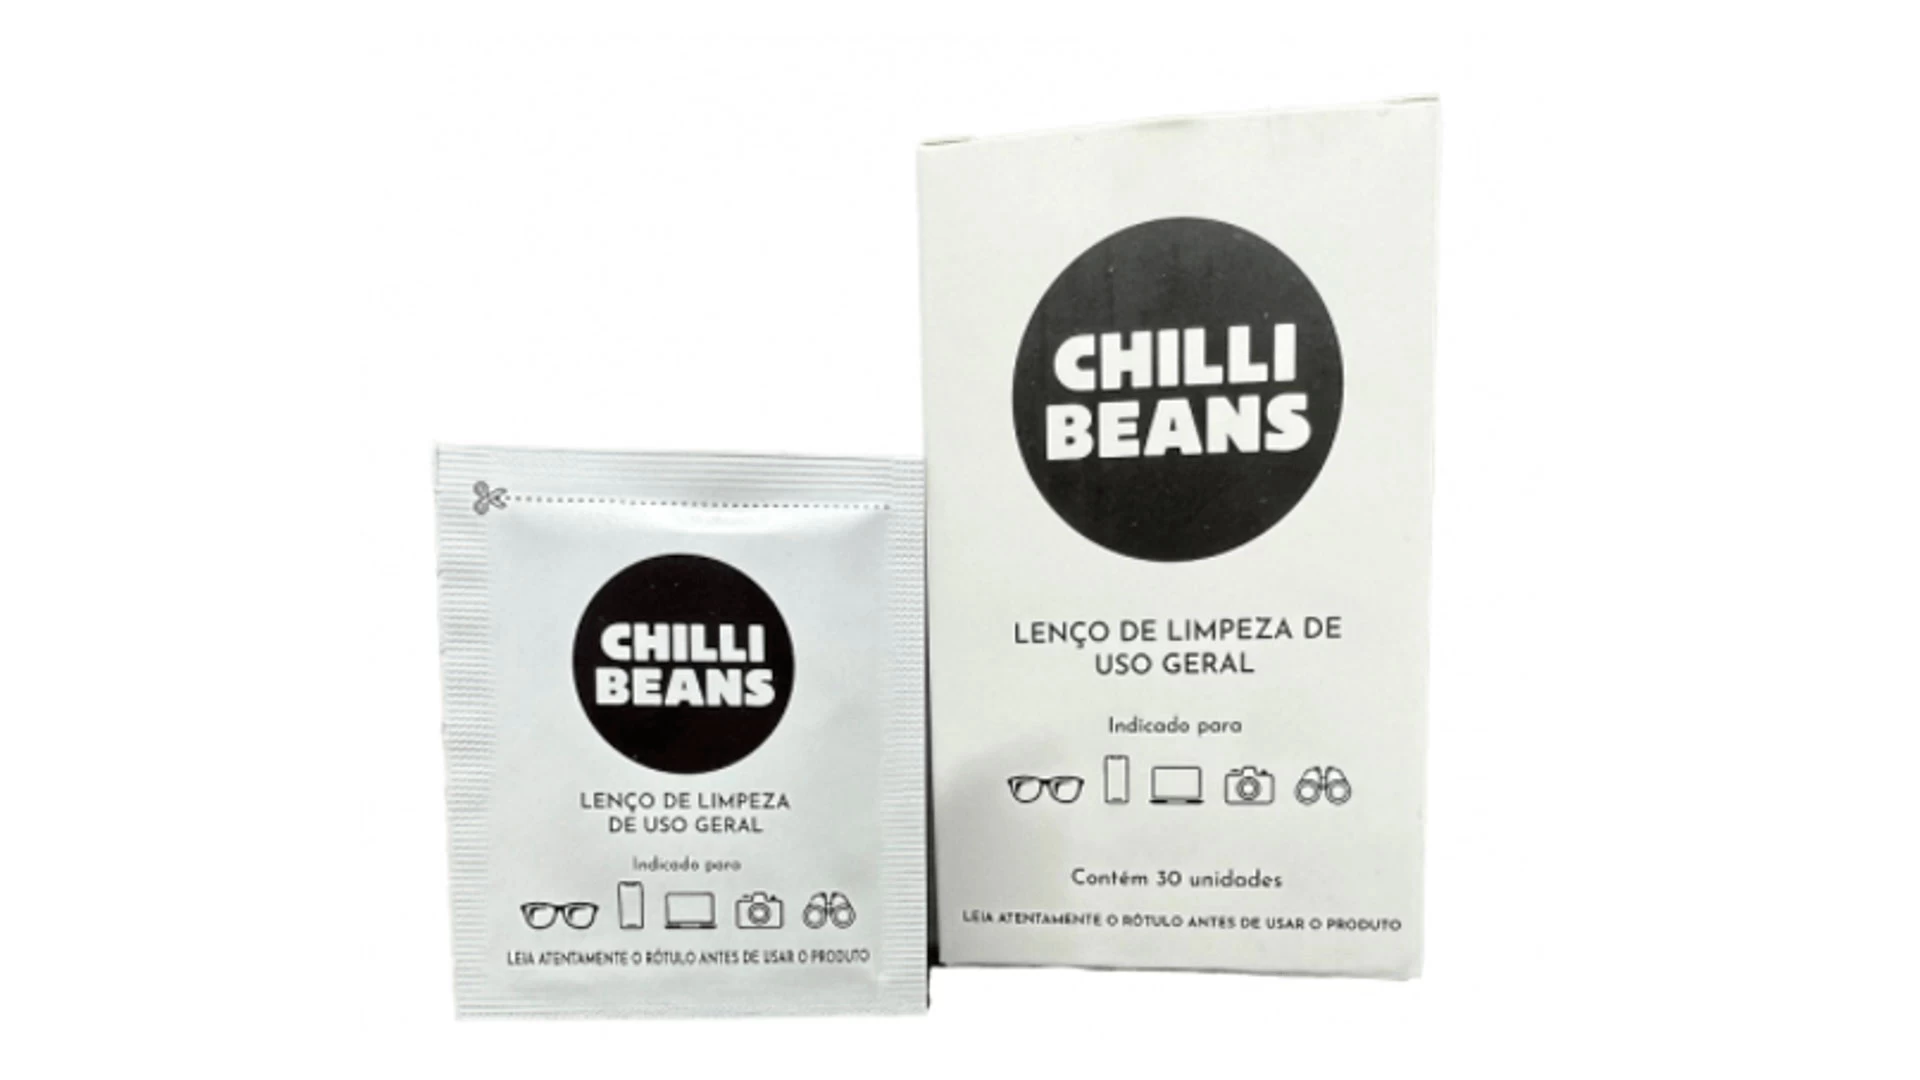 CHILLI
BEANS
LENÇO DE LIMPEZA
DE USO GERAL
Indicado para
LEIA ATENTAMENTE O RÓTULO ANTES DE USAR O PRODUTO
CHILLI
BEANS
LENÇO DE LIMPEZA DE
USO GERAL
Indicado para
Contém 30 unidades
LEIA ATENTAMENTE O RÓTULO ANTES DE USAR O PRODUTO